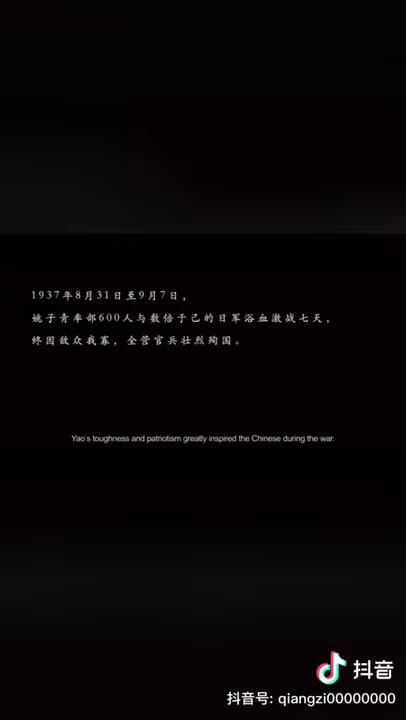 1937年8月31日至9月7日，
姚子青率部600人与数倍于己的日军浴血激战七天，
终因敌众我寡，全营官兵壮烈殉国。
Yao's toughness and patriotism greatly inspired the Chinese during the war.
抖音
抖音号: qiangzi00000000